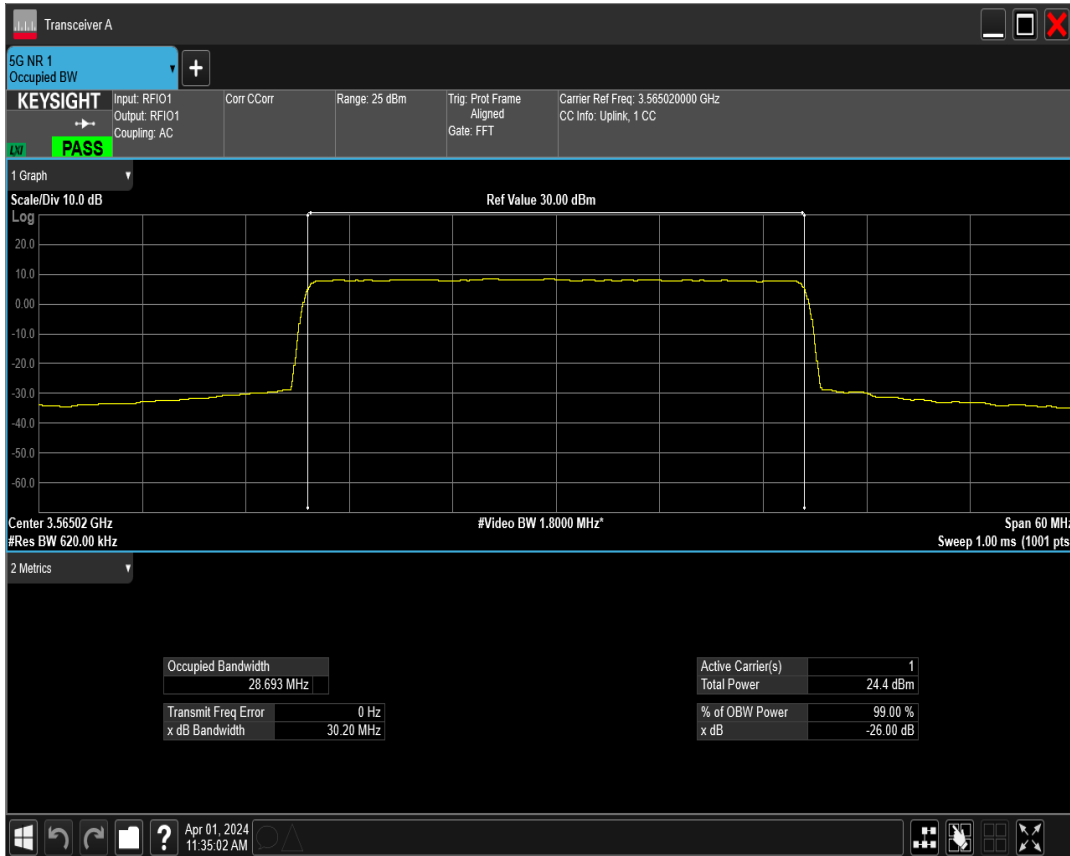 Transceiver A
5G NR 1
Occupied BW
KEYSIGHT
LXI
PASS
Input: RFIO1
Output: RFIO1
Coupling: AC
Corr CCorr
Range: 25 dBm
Trig: Prot Frame
Aligned
Gate: FFT
Carrier Ref Freq: 3.565020000 GHz
CC Info: Uplink, 1 CC
1 Graph
Scale/Div 10.0 dB
Ref Value 30.00 dBm
Log
20.0
10.0
0.00
-10.0
-20.0
-30.0
-40.0
-50.0
-60.0
Center 3.56502 GHz
#Video BW 1.8000 MHz*
Span 60 MHz
#Res BW 620.00 kHz
Sweep 1.00 ms (1001 pts
2 Metrics
Occupied Bandwidth
28.693 MHz
Transmit Freq Error 0 Hz
x dB Bandwidth 30.20 MHz
Active Carrier(s) 1
Total Power 24.4 dBm
% of OBW Power 99.00 %
x dB -26.00 dB
?
Apr 01, 2024
11:35:02 AM